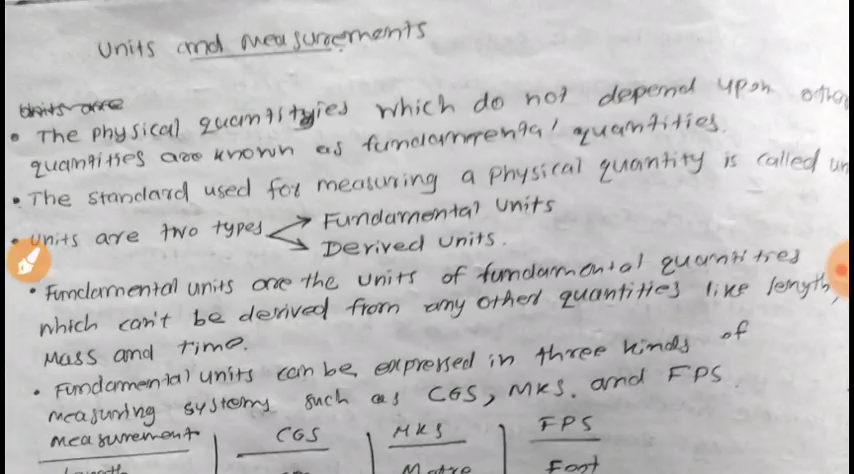 Units and measurements
Units are
• The physical quantityies which do not depend upon other
quantities are known as fundamental quantities.
• The standard used for measuring a physical quantity is called un
• Units are two types Fundamental units
Derived units.
• Fundamental units are the units of fundamental quantities
which can't be derived from any other quantities like length,
Mass and time.
• Fundamental units can be expressed in three kinds of
measuring systems such as CGS, MKS. and FPS.
measurement CGS MKS FPS
Length Metre Foot